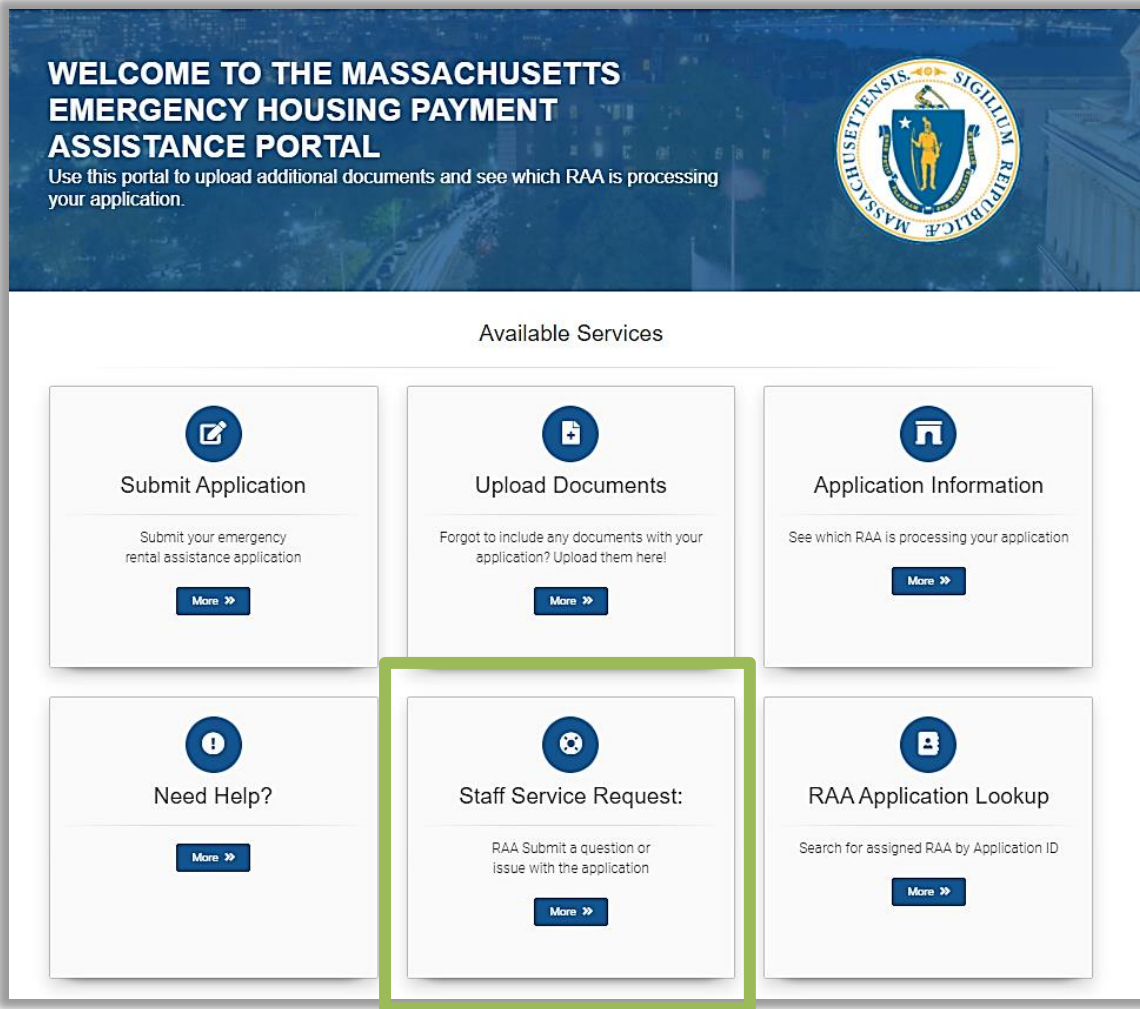 WELCOME TO THE MASSACHUSETTS
EMERGENCY HOUSING PAYMENT
ASSISTANCE PORTAL
Use this portal to upload additional documents and see which RAA is processing
your application.
SIGILLUM REIPUBLICÆ MASSACHUSETTENSIS.
Available Services
Submit Application
Submit your emergency
rental assistance application
More »
Upload Documents
Forgot to include any documents with your
application? Upload them here!
More »
Application Information
See which RAA is processing your application
More »
Need Help?
More »
Staff Service Request:
RAA Submit a question or
issue with the application
More »
RAA Application Lookup
Search for assigned RAA by Application ID
More »